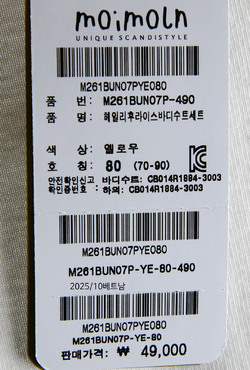 moimoln
UNIQUE SCANDISTYLE
M261BUN07PYE080
품 번: M261BUN07P-490
품 명: 헤일리후라이스바디수트세트
색 상: 옐로우
호 칭: 80 (70-90)
안전확인신고 바디수트: CB014R1884-3003
확인증번호: 하의: CB014R1884-3003
M261BUN07PYE080
M261BUN07P-YE-80-490
2025/10베트남
M261BUN07PYE080
M261BUN07P-YE-80
판매가격: ₩ 49,000